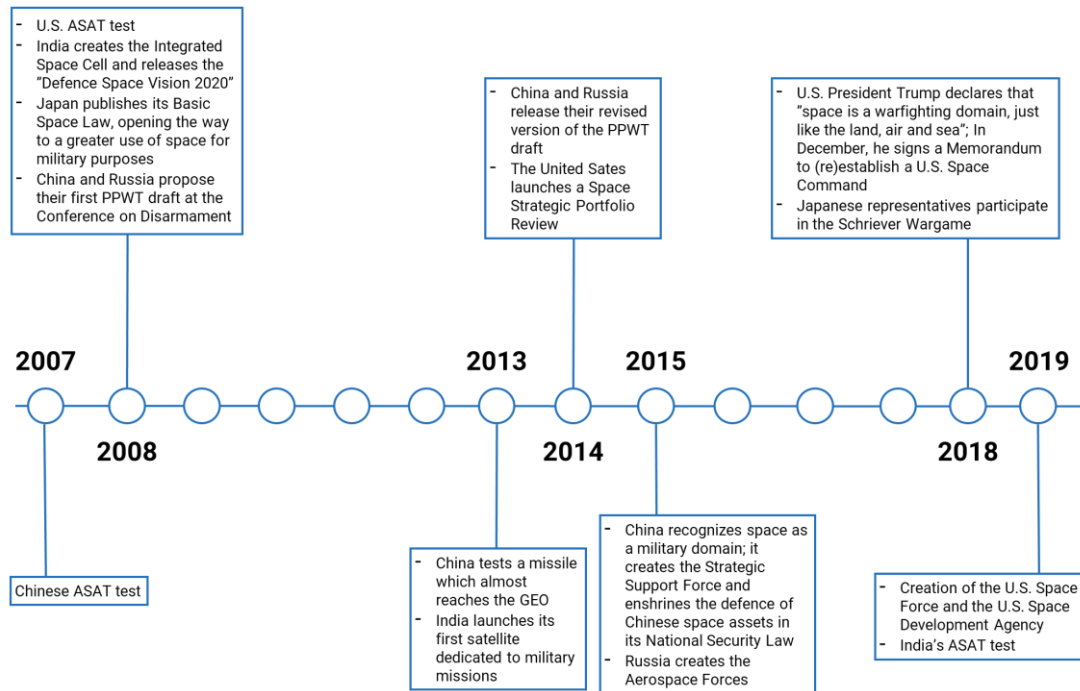 - U.S. ASAT test
- India creates the Integrated
Space Cell and releases the
"Defence Space Vision 2020"
- Japan publishes its Basic
Space Law, opening the way
to a greater use of space for
military purposes
- China and Russia propose
their first PPWT draft at the
Conference on Disarmament
- China and Russia
release their revised
version of the PPWT
draft
- The United Sates
launches a Space
Strategic Portfolio
Review
- U.S. President Trump declares that
"space is a warfighting domain, just
like the land, air and sea"; In
December, he signs a Memorandum
to (re)establish a U.S. Space
Command
- Japanese representatives participate
in the Schriever Wargame
2007
2013
2015
2019
2008
2014
2018
Chinese ASAT test
- China tests a missile
which almost
reaches the GEO
- India launches its
first satellite
dedicated to military
missions
- China recognizes space as
a military domain; it
creates the Strategic
Support Force and
enshrines the defence of
Chinese space assets in
its National Security Law
- Russia creates the
Aerospace Forces
- Creation of the U.S. Space
Force and the U.S. Space
Development Agency
- India's ASAT test